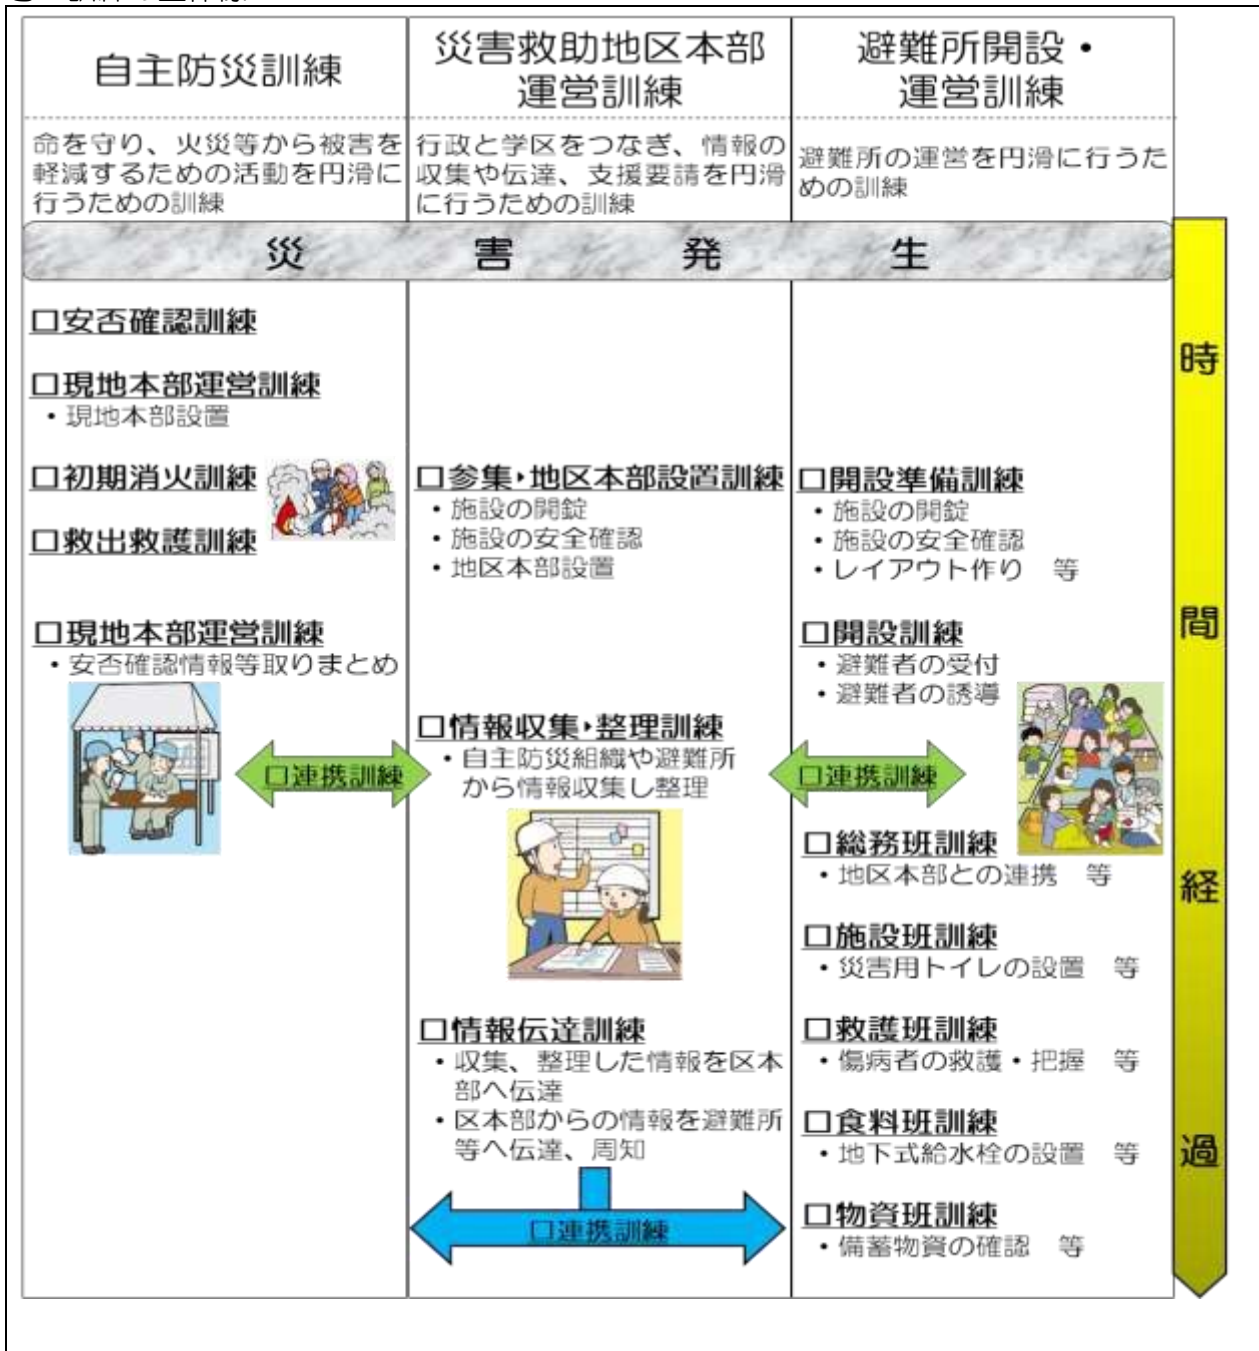 自主防災訓練
命を守り、火災等から被害を
軽減するための活動を円滑に
行うための訓練
災害救助地区本部
運営訓練
行政と学区をつなぎ、情報の
収集や伝達、支援要請を円滑
に行うための訓練
避難所開設・
運営訓練
避難所の運営を円滑に行うた
めの訓練
災害発生
□安否確認訓練
□現地本部運営訓練
・現地本部設置
□初期消火訓練
□救出救護訓練
□現地本部運営訓練
・安否確認情報等取りまとめ
□連携訓練
□参集・地区本部設置訓練
・施設の開錠
・施設の安全確認
・地区本部設置
□情報収集・整理訓練
・自主防災組織や避難所
から情報収集し整理
□情報伝達訓練
・収集、整理した情報を区本
部へ伝達
・区本部からの情報を避難所
等へ伝達、周知
□連携訓練
□開設準備訓練
・施設の開錠
・施設の安全確認
・レイアウト作り　等
□開設訓練
・避難者の受付
・避難者の誘導
□連携訓練
□総務班訓練
・地区本部との連携　等
□施設班訓練
・災害用トイレの設置　等
□救護班訓練
・傷病者の救護・把握　等
□食料班訓練
・地下式給水栓の設置　等
□物資班訓練
・備蓄物資の確認　等
時間経過